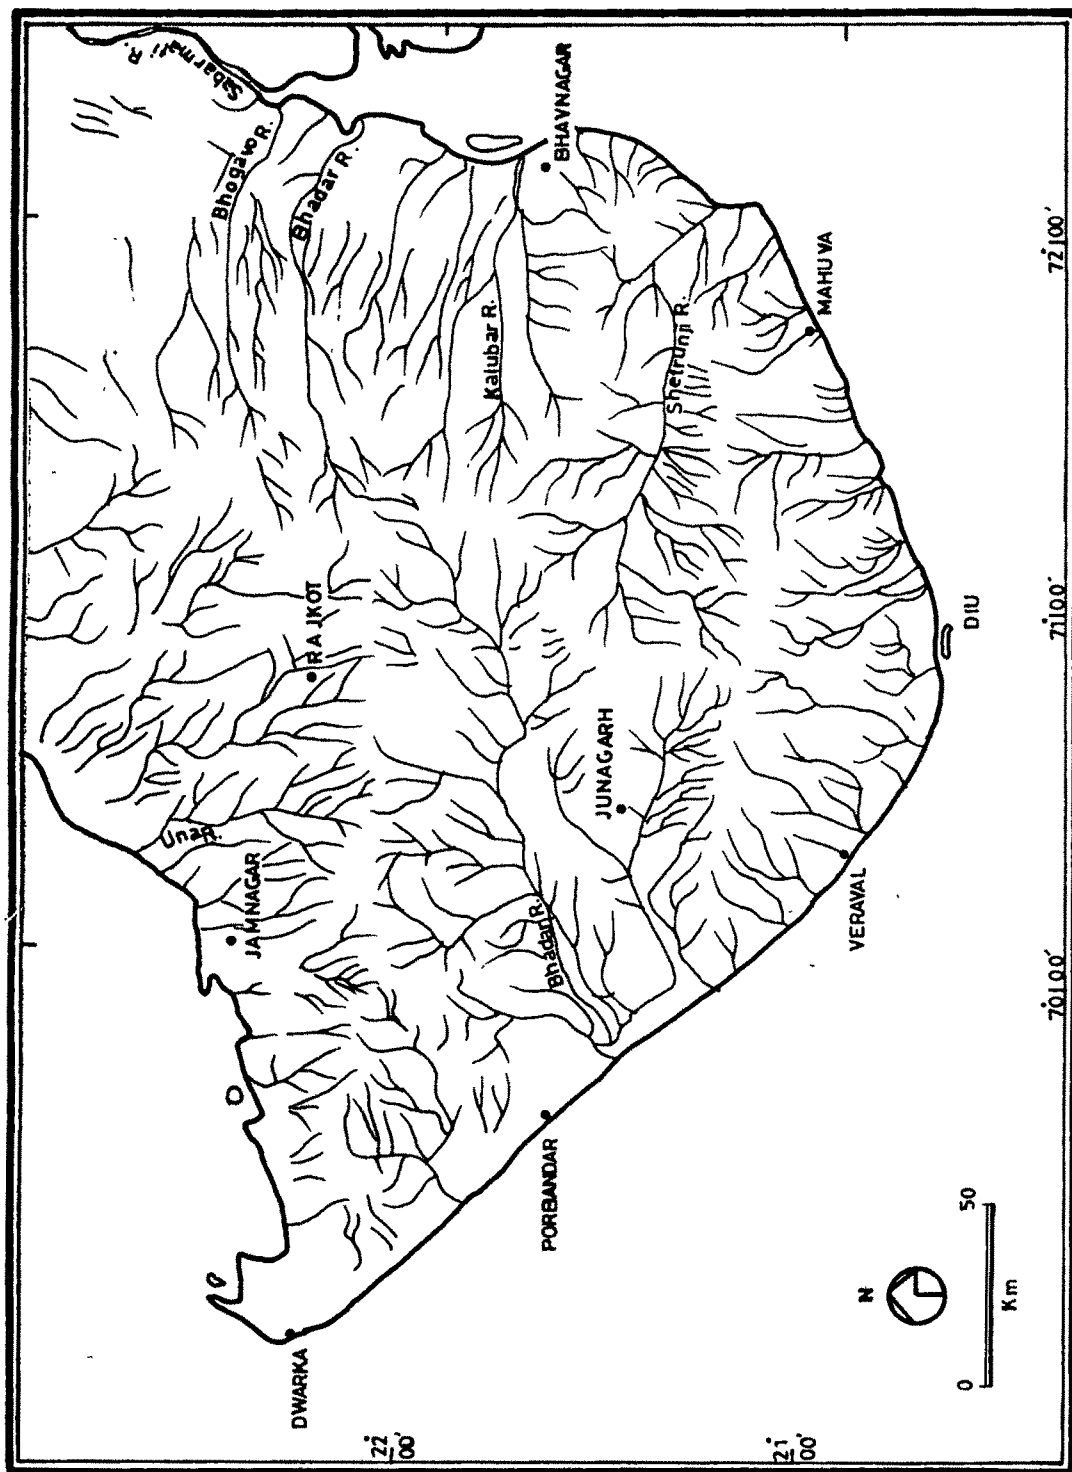 Sabarmati R.
Bhogavo R.
Bhadar R.
BHAVNAGAR
Kalubar R.
Shetrunji R.
MAHUVA
72°00'
RAJKOT
DIU
71°00'
Una R.
JAMNAGAR
JUNAGARH
Bhadar R.
VERAVAL
70°00'
PORBANDAR
DWARKA
N
0 50
Km
22°00'
21°00'